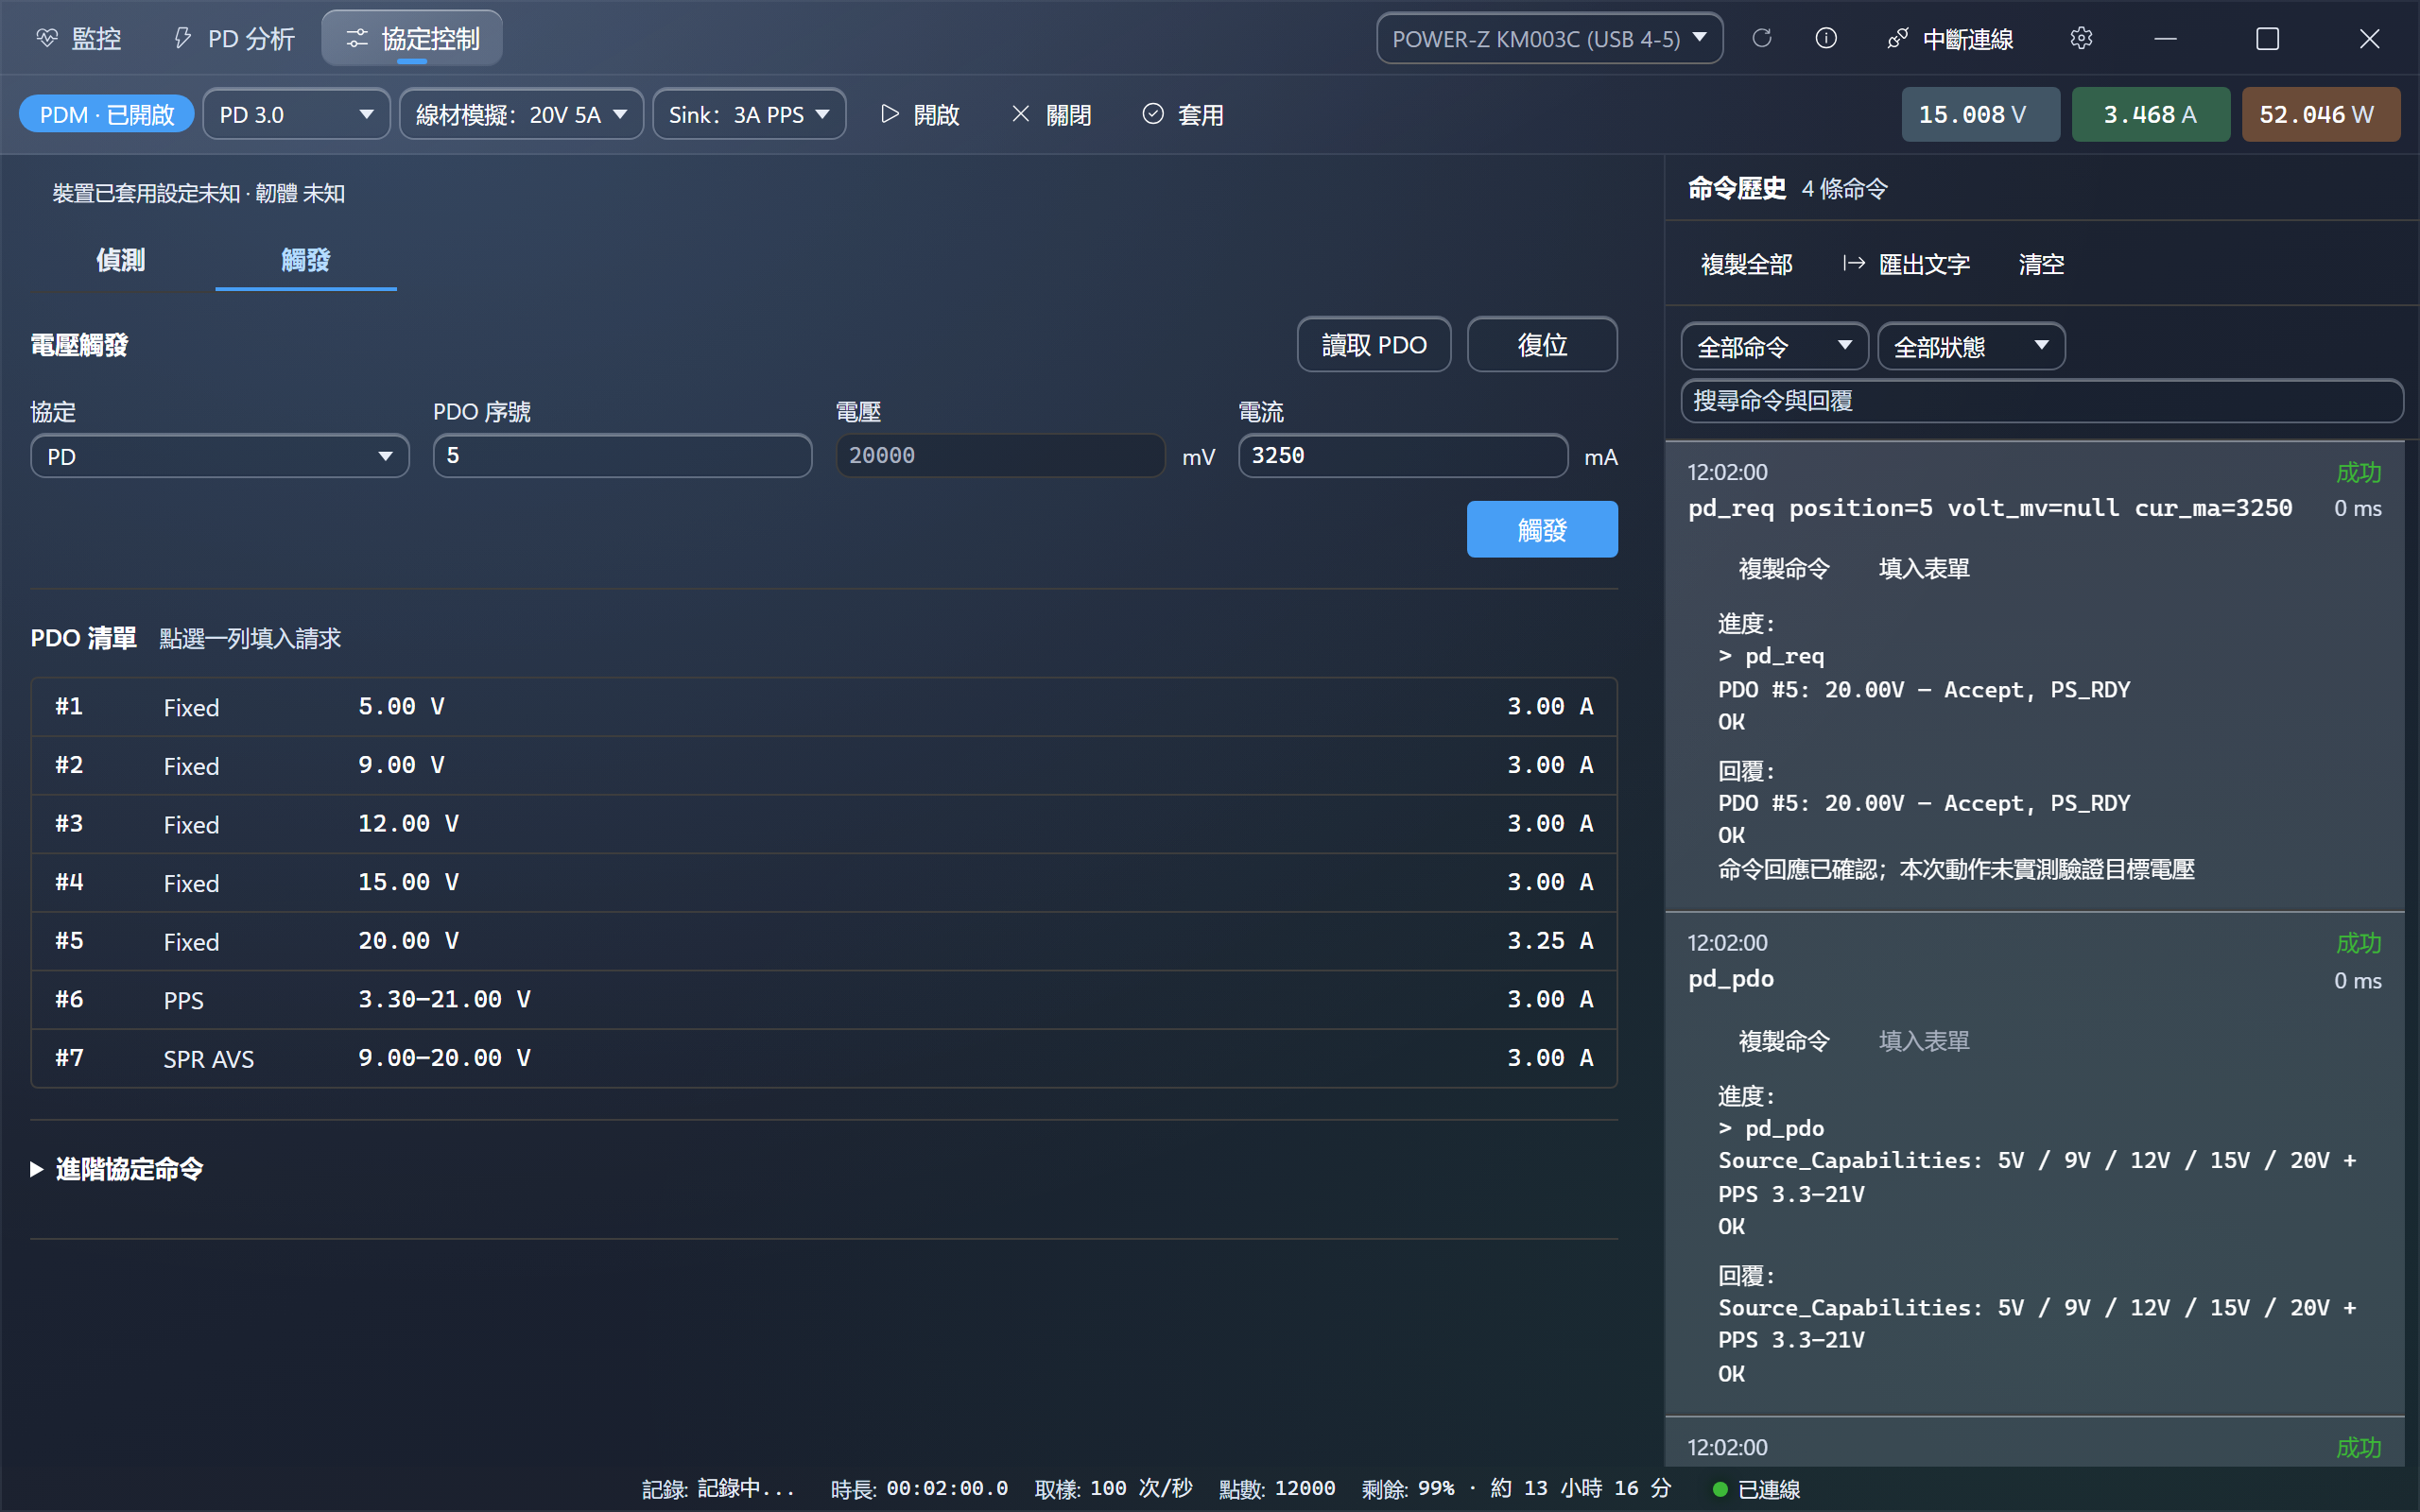 監控 PD 分析 協定控制 POWER-Z KM003C (USB 4-5) 中斷連線
PDM · 已開啟 PD 3.0 線材模擬：20V 5A Sink：3A PPS 開啟 關閉 套用 15.008 V 3.468 A 52.046 W
裝置已套用設定未知 · 韌體 未知
偵測 觸發
電壓觸發 讀取 PDO 復位
協定 PDO 序號 電壓 電流
PD 5 20000 mV 3250 mA
觸發
PDO 清單 點選一列填入請求
#1 Fixed 5.00 V 3.00 A
#2 Fixed 9.00 V 3.00 A
#3 Fixed 12.00 V 3.00 A
#4 Fixed 15.00 V 3.00 A
#5 Fixed 20.00 V 3.25 A
#6 PPS 3.30–21.00 V 3.00 A
#7 SPR AVS 9.00–20.00 V 3.00 A
進階協定命令
命令歷史 4 條命令
複製全部 匯出文字 清空
全部命令 全部狀態
搜尋命令與回覆
12:02:00 成功
pd_req position=5 volt_mv=null cur_ma=3250 0 ms
複製命令 填入表單
進度:
> pd_req
PDO #5: 20.00V — Accept, PS_RDY
OK
回覆:
PDO #5: 20.00V — Accept, PS_RDY
OK
命令回應已確認；本次動作未實測驗證目標電壓
12:02:00 成功
pd_pdo 0 ms
複製命令 填入表單
進度:
> pd_pdo
Source_Capabilities: 5V / 9V / 12V / 15V / 20V +
PPS 3.3–21V
OK
回覆:
Source_Capabilities: 5V / 9V / 12V / 15V / 20V +
PPS 3.3–21V
OK
12:02:00 成功
記錄: 記錄中... 時長: 00:02:00.0 取樣: 100 次/秒 點數: 12000 剩餘: 99% · 約 13 小時 16 分 已連線